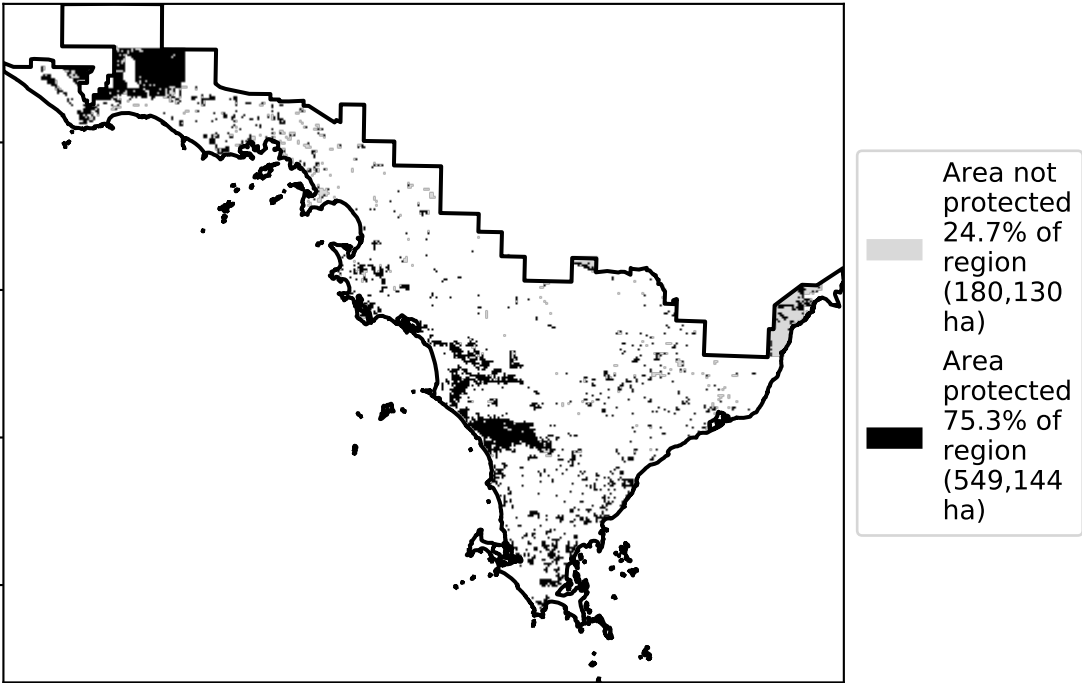 Area not
protected
24.7% of
region
(180,130
ha)
Area
protected
75.3% of
region
(549,144
ha)